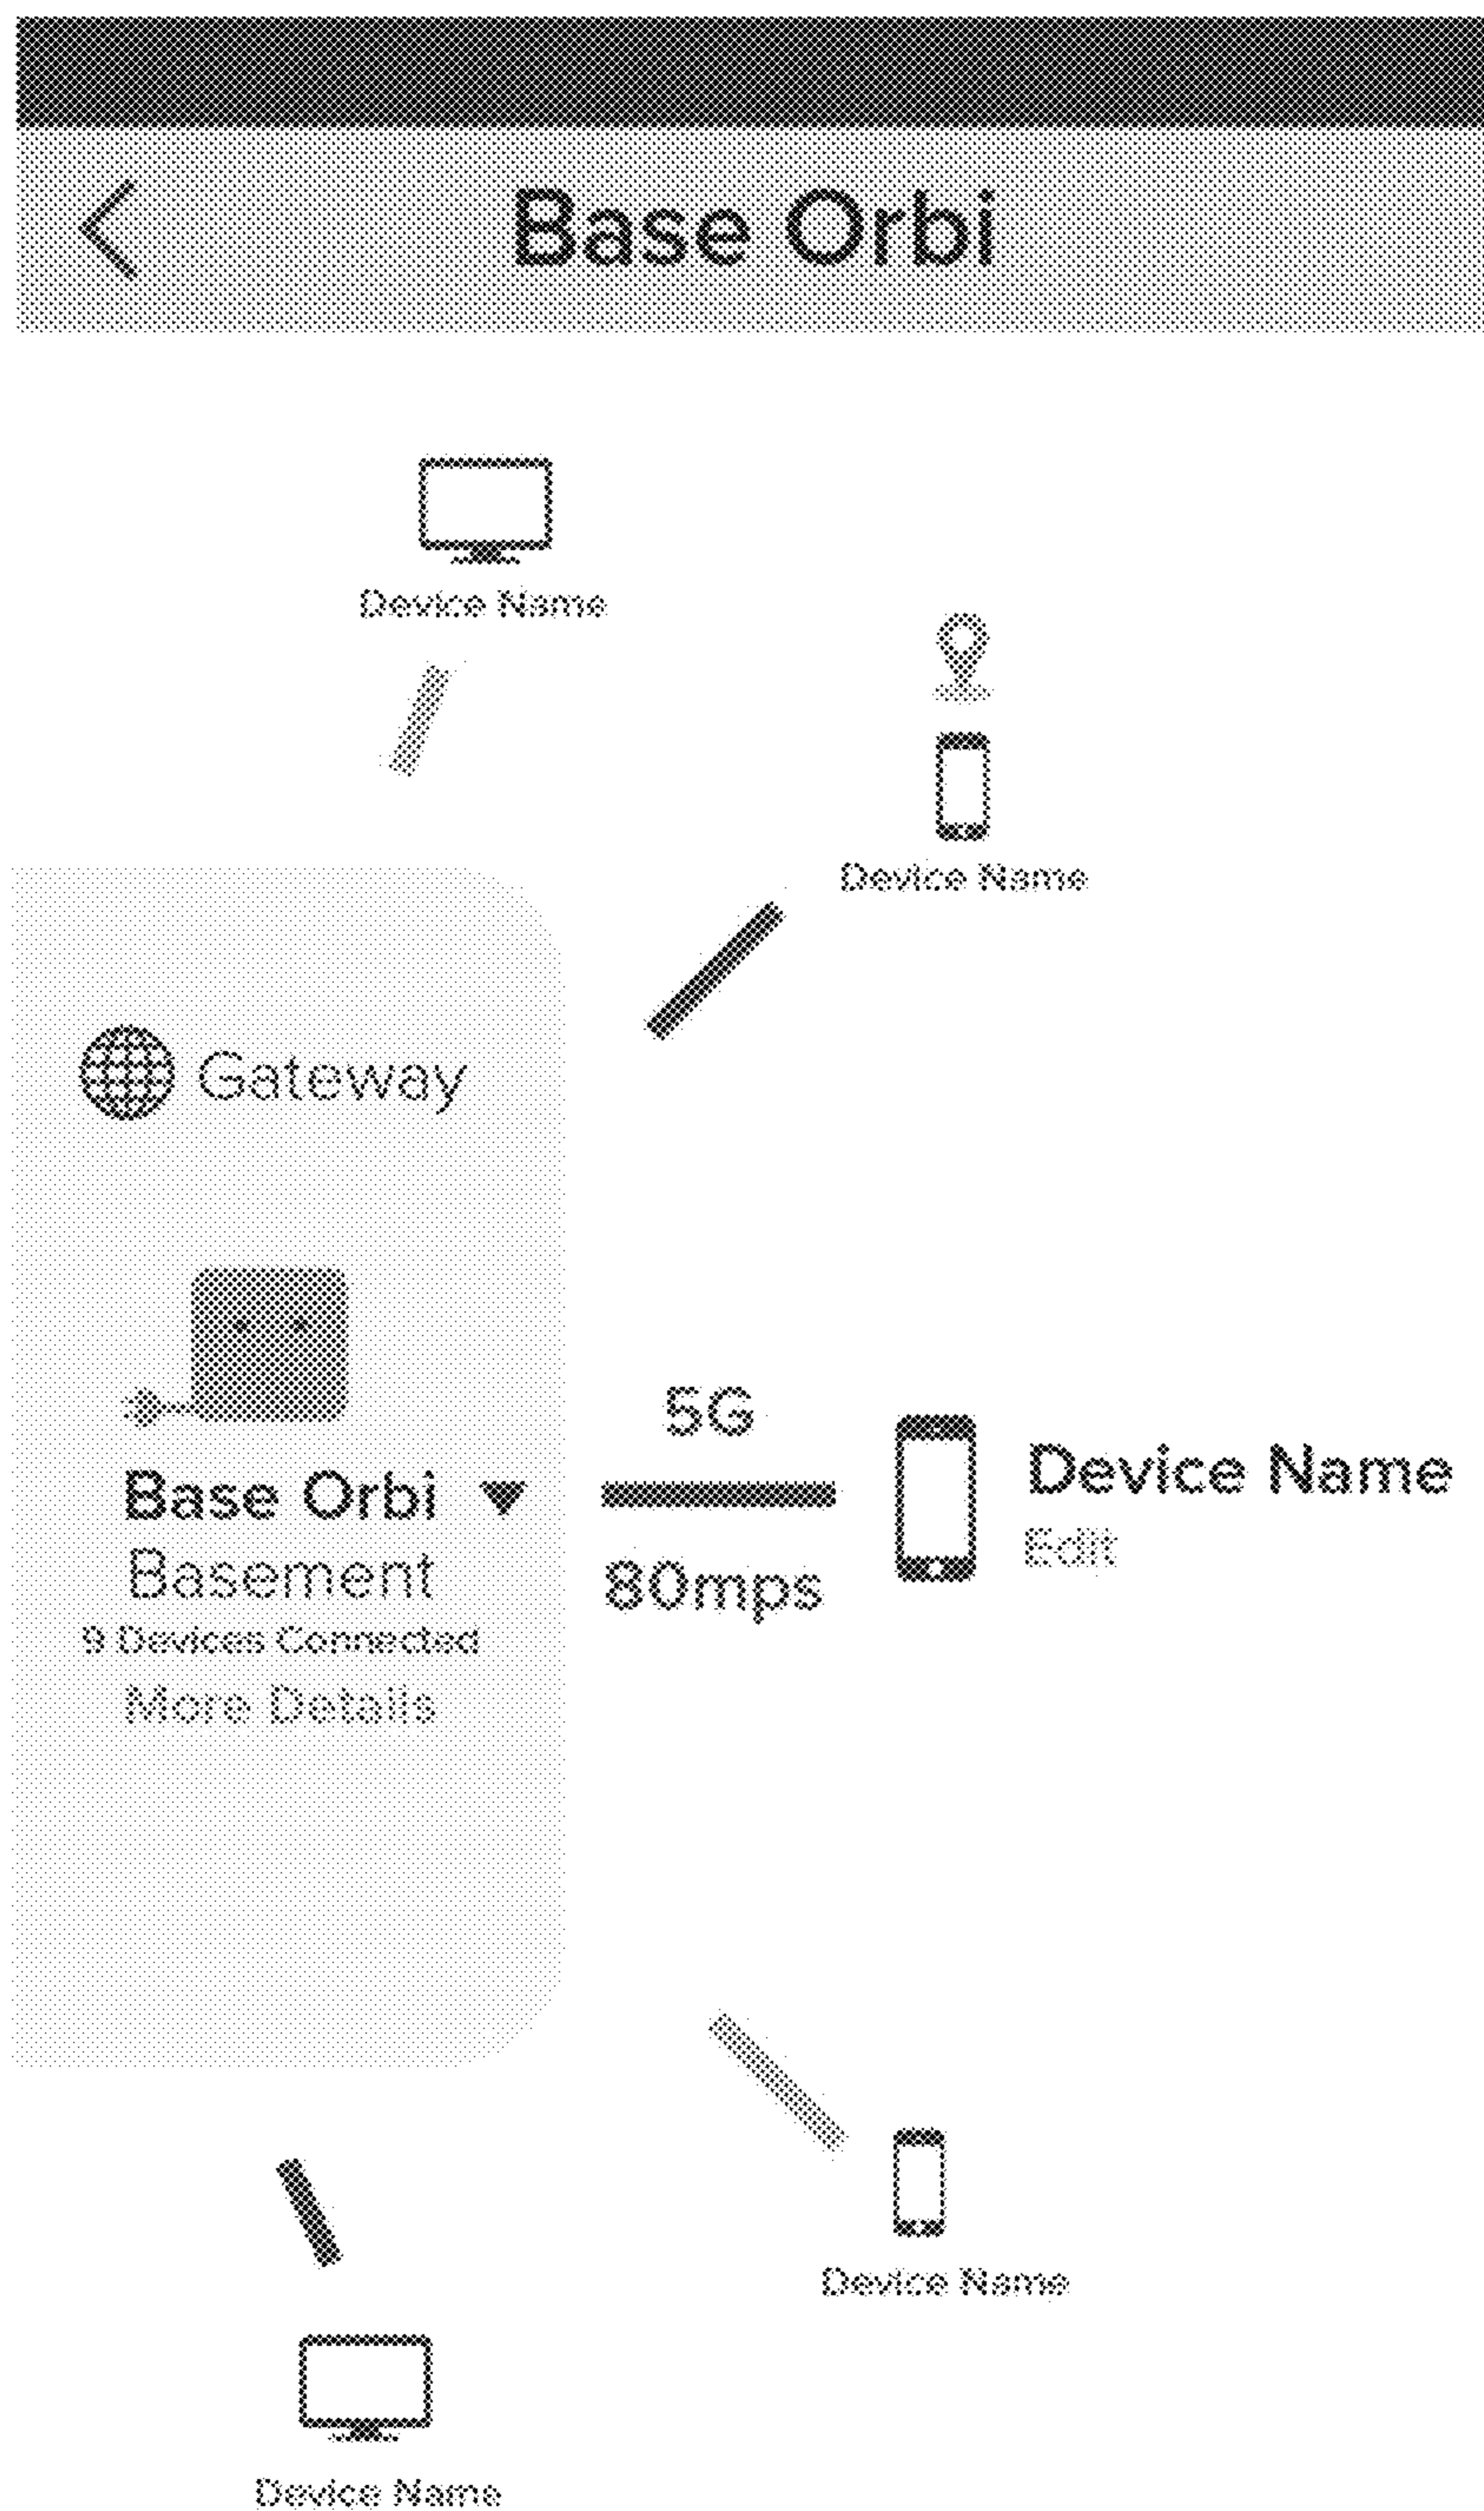 Base Orbi
Device Name
Device Name
Gateway
5G
Base Orbi
Device Name
Edit
Basement
80mps
9 Devices Connected
More Details
Device Name
Device Name